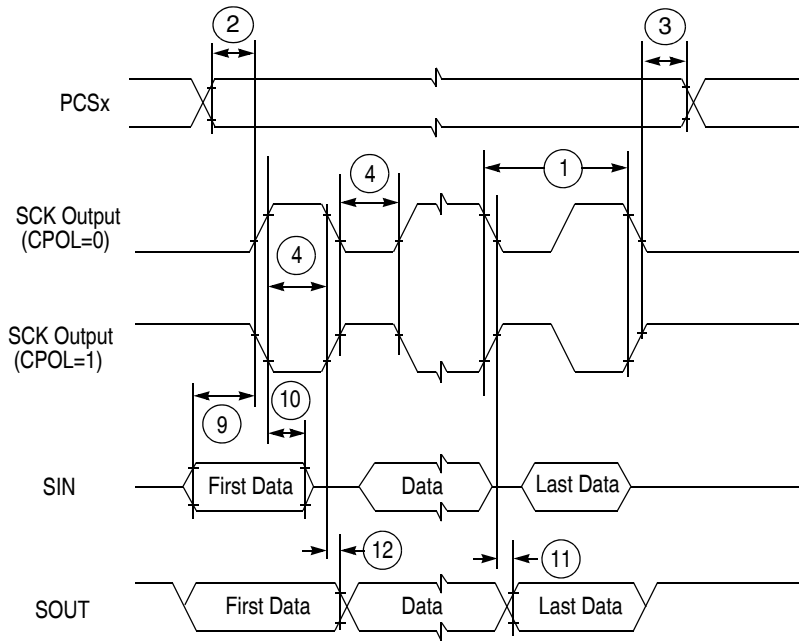 2
3
PCSx
4
1
SCK Output
(CPOL=0)
4
SCK Output
(CPOL=1)
10
9
SIN
First Data
Data
Last Data
12
11
SOUT
First Data
Data
Last Data